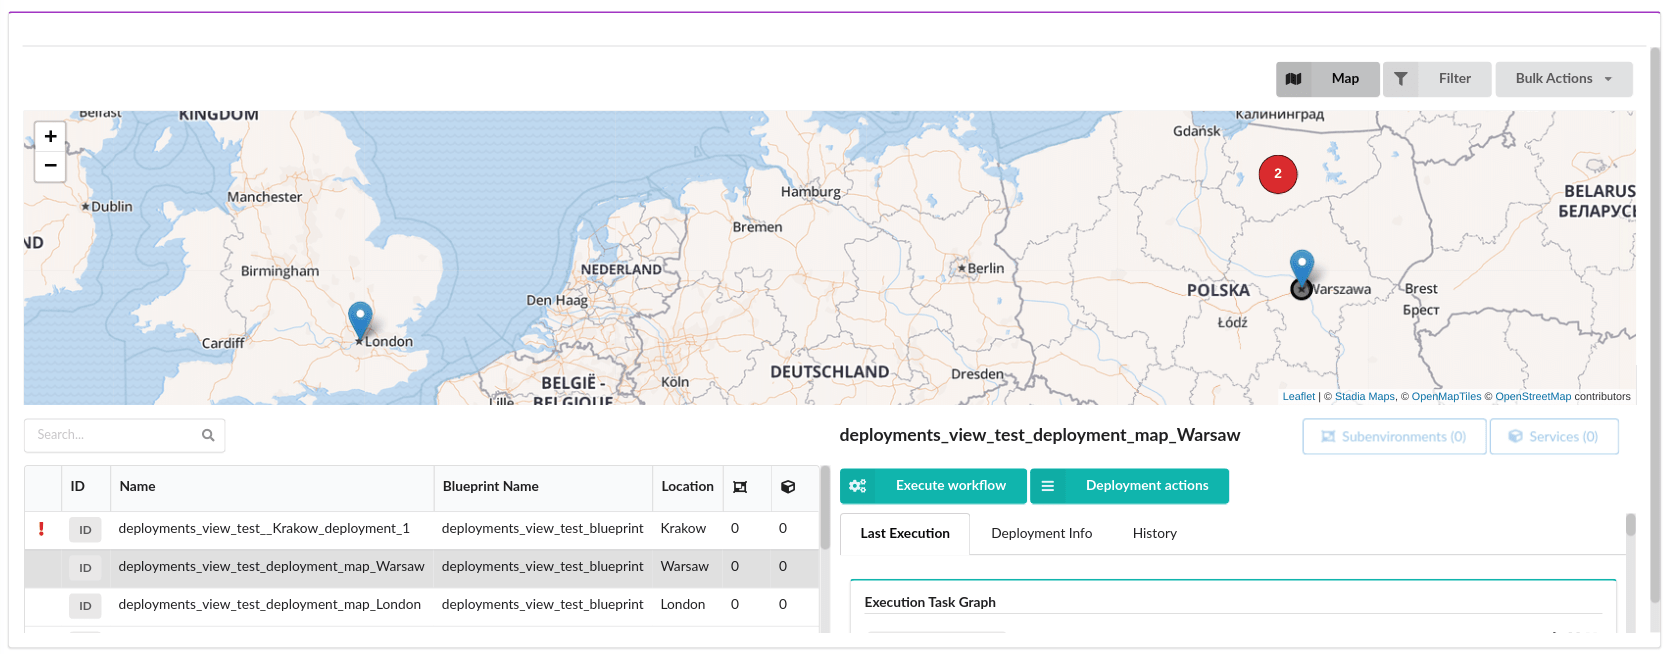 Map
Filter
Bulk Actions
+
−
Belfast
KINGDOM
Manchester
Dublin
ND
Birmingham
Cardiff
London
Hamburg
Bremen
NEDERLAND
Den Haag
Berlin
BELGIË -
BELGIQUE
Lille
Köln
DEUTSCHLAND
Dresden
Gdańsk
Калининград
2
BELARUS
БЕЛАРУСЬ
POLSKA
Warszawa
Łódź
Brest
Брест
Leaflet | © Stadia Maps, © OpenMapTiles © OpenStreetMap contributors
Search...
ID Name Blueprint Name Location
! ID deployments_view_test__Krakow_deployment_1 deployments_view_test_blueprint Krakow 0 0
ID deployments_view_test_deployment_map_Warsaw deployments_view_test_blueprint Warsaw 0 0
ID deployments_view_test_deployment_map_London deployments_view_test_blueprint London 0 0
deployments_view_test_deployment_map_Warsaw
Subenvironments (0)
Services (0)
Execute workflow
Deployment actions
Last Execution
Deployment Info
History
Execution Task Graph